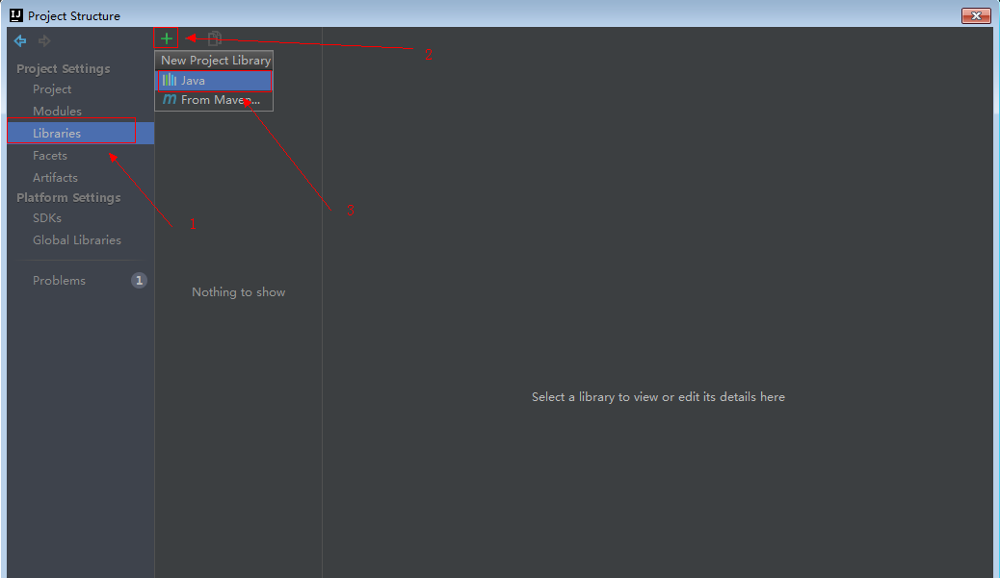 Project Structure
Project Settings
Project
Modules
Libraries
Facets
Artifacts
Platform Settings
SDKs
Global Libraries
Problems
1
New Project Library
Java
From Maven...
2
1
3
Nothing to show
Select a library to view or edit its details here